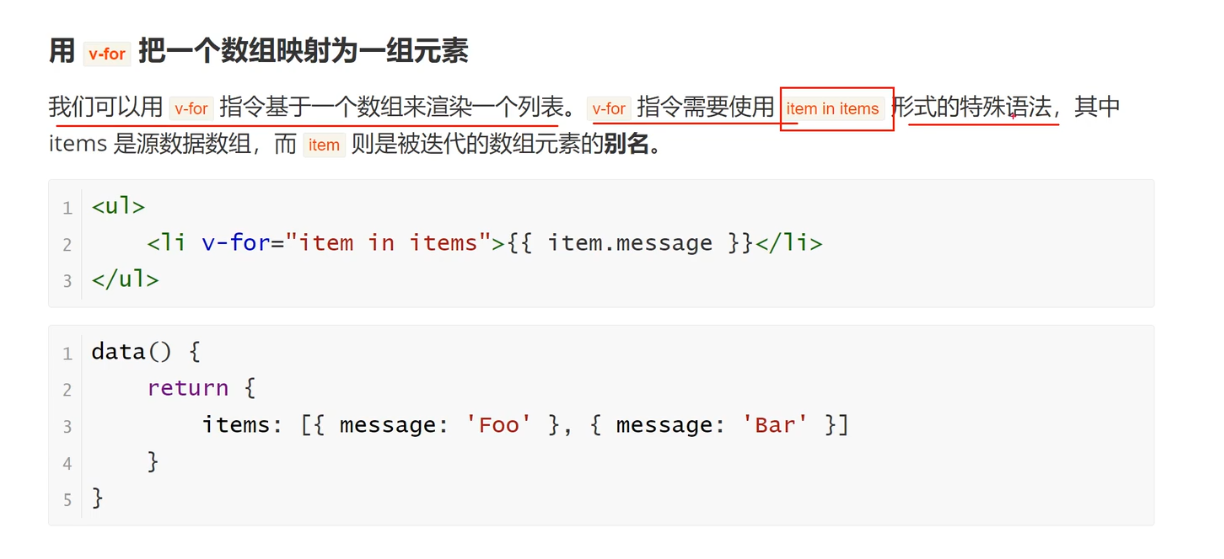 用 v-for 把一个数组映射为一组元素
我们可以用 v-for 指令基于一个数组来渲染一个列表。v-for 指令需要使用 item in items 形式的特殊语法，其中
items 是源数据数组，而 item 则是被迭代的数组元素的别名。
1 <ul>
2     <li v-for="item in items">{{ item.message }}</li>
3 </ul>
1 data() {
2     return {
3         items: [{ message: 'Foo' }, { message: 'Bar' }]
4     }
5 }